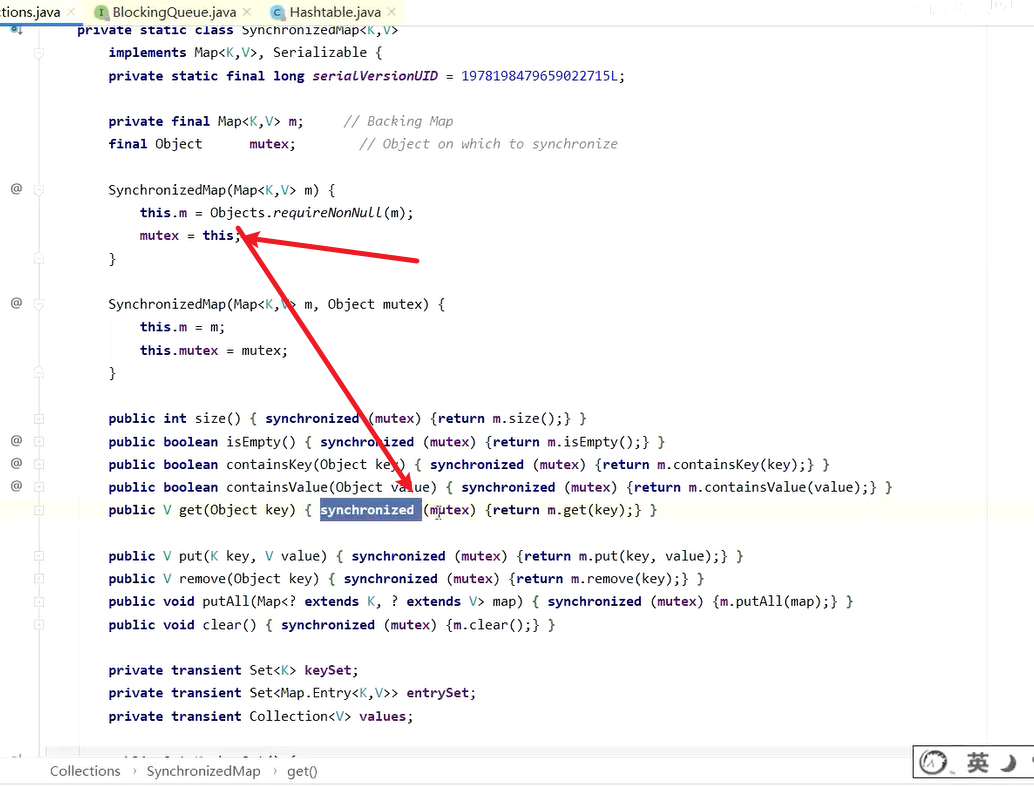 ctions.java BlockingQueue.java Hashtable.java
private static class SynchronizedMap<K,V>
implements Map<K,V>, Serializable {
private static final long serialVersionUID = 1978198479659022715L;
private final Map<K,V> m; // Backing Map
final Object mutex; // Object on which to synchronize
SynchronizedMap(Map<K,V> m) {
this.m = Objects.requireNonNull(m);
mutex = this;
}
SynchronizedMap(Map<K,V> m, Object mutex) {
this.m = m;
this.mutex = mutex;
}
public int size() { synchronized (mutex) {return m.size();} }
public boolean isEmpty() { synchronized (mutex) {return m.isEmpty();} }
public boolean containsKey(Object key) { synchronized (mutex) {return m.containsKey(key);} }
public boolean containsValue(Object value) { synchronized (mutex) {return m.containsValue(value);} }
public V get(Object key) { synchronized (mutex) {return m.get(key);} }
public V put(K key, V value) { synchronized (mutex) {return m.put(key, value);} }
public V remove(Object key) { synchronized (mutex) {return m.remove(key);} }
public void putAll(Map<? extends K, ? extends V> map) { synchronized (mutex) {m.putAll(map);} }
public void clear() { synchronized (mutex) {m.clear();} }
private transient Set<K> keySet;
private transient Set<Map.Entry<K,V>> entrySet;
private transient Collection<V> values;
Collections › SynchronizedMap › get()
英